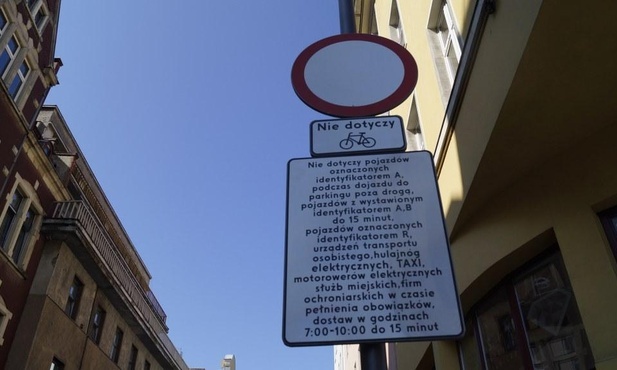 Nie dotyczy
Nie dotyczy pojazdów
oznaczonych
identyfikatorem A,
podczas dojazdu do
parkingu poza drogą,
pojazdów z wystawionym
identyfikatorem A,B
do 15 minut,
pojazdów oznaczonych
identyfikatorem R,
urządzeń transportu
osobistego,hulajnóg
elektrycznych, TAXI,
motorowerów elektrycznych
służb miejskich,firm
ochroniarskich w czasie
pełnienia obowiązków,
dostaw w godzinach
7:00-10:00 do 15 minut